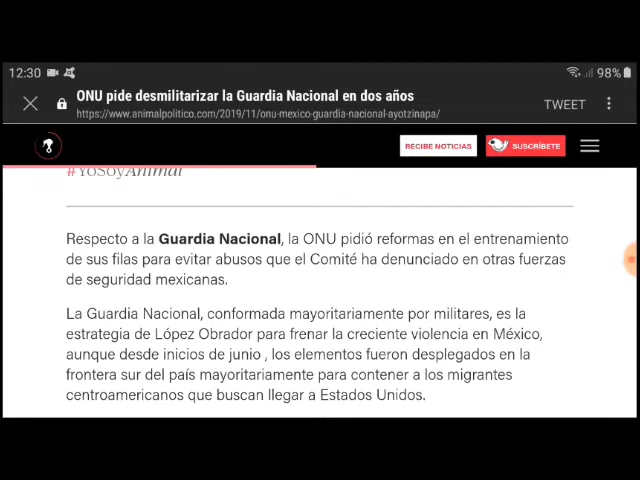 12:30
98%
ONU pide desmilitarizar la Guardia Nacional en dos años
https://www.animalpolitico.com/2019/11/onu-mexico-guardia-nacional-ayotzinapa/
TWEET
RECIBE NOTICIAS
SUSCRÍBETE
#YoSoyAnimal
Respecto a la Guardia Nacional, la ONU pidió reformas en el entrenamiento
de sus filas para evitar abusos que el Comité ha denunciado en otras fuerzas
de seguridad mexicanas.
La Guardia Nacional, conformada mayoritariamente por militares, es la
estrategia de López Obrador para frenar la creciente violencia en México,
aunque desde inicios de junio , los elementos fueron desplegados en la
frontera sur del país mayoritariamente para contener a los migrantes
centroamericanos que buscan llegar a Estados Unidos.